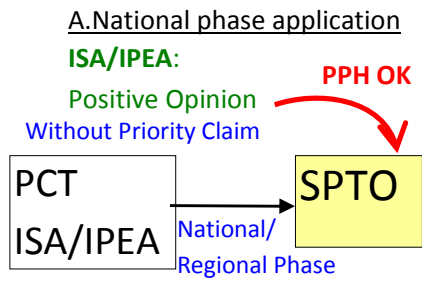 A.National phase application
ISA/IPEA:
PPH OK
Positive Opinion
Without Priority Claim
PCT
ISA/IPEA
SPTO
National/
Regional Phase